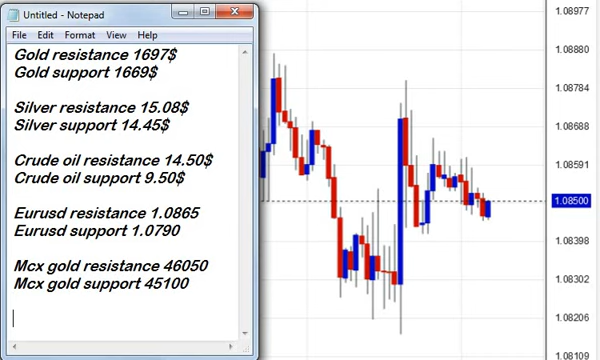 Untitled - Notepad
File Edit Format View Help
Gold resistance 1697$
Gold support 1669$
Silver resistance 15.08$
Silver support 14.45$
Crude oil resistance 14.50$
Crude oil support 9.50$
Eurusd resistance 1.0865
Eurusd support 1.0790
Mcx gold resistance 46050
Mcx gold support 45100
1.08977
1.08880
1.08784
1.08688
1.08591
1.08500
1.08398
1.08302
1.08206
1.08109